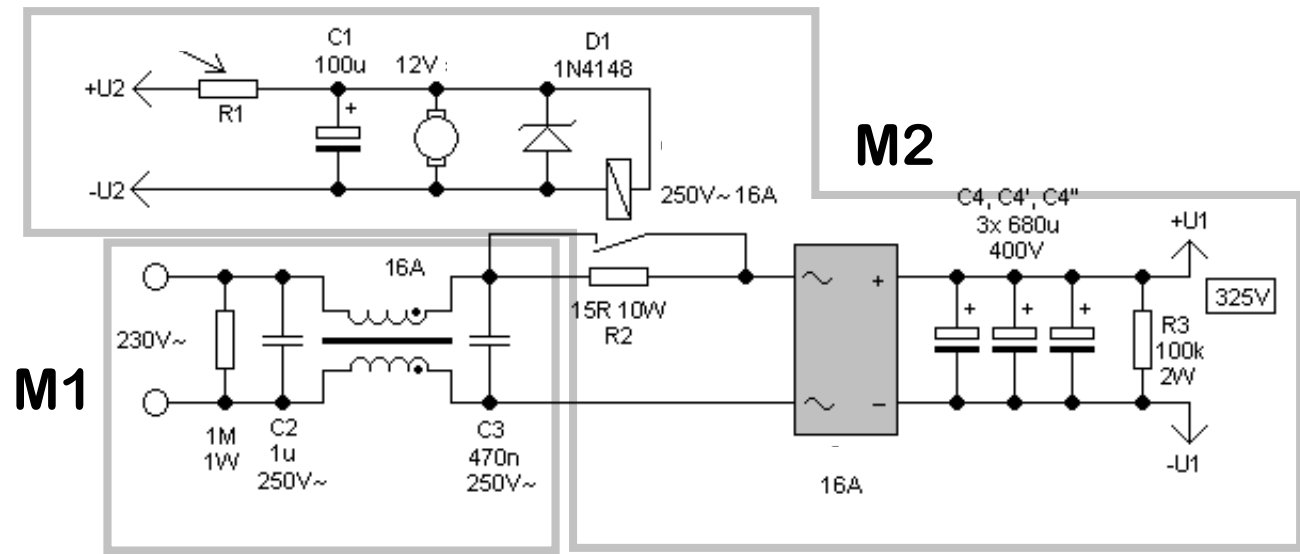 C1
100u
12V :
D1
1N4148
+U2
R1
+
-U2
250V~ 16A
M2
C4, C4', C4"
3x 680u
400V
+U1
16A
15R 10W
R2
+
-
+
+
+
325V
R3
100k
2W
230V~
M1
1M
1W
C2
1u
250V~
C3
470n
250V~
16A
-U1